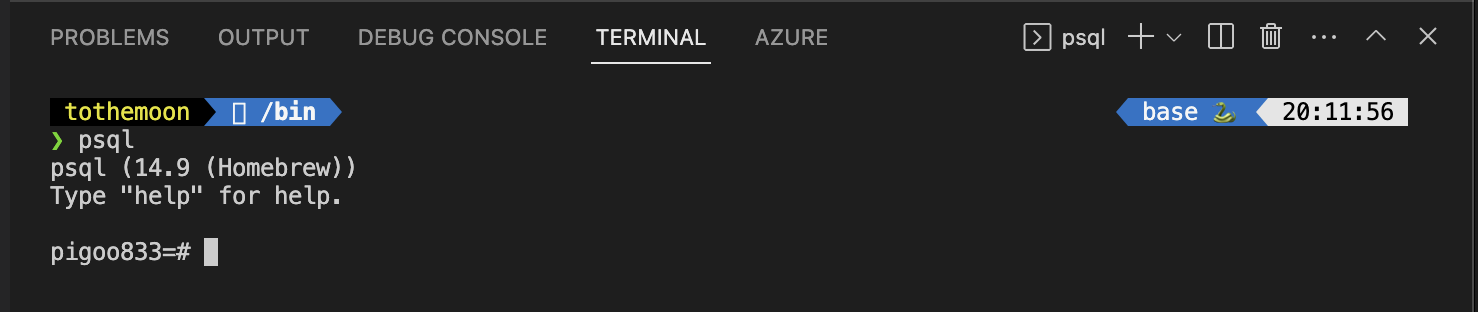 PROBLEMS OUTPUT DEBUG CONSOLE TERMINAL AZURE psql
tothemoon /bin base 20:11:56
❯ psql
psql (14.9 (Homebrew))
Type "help" for help.
pigoo833=#